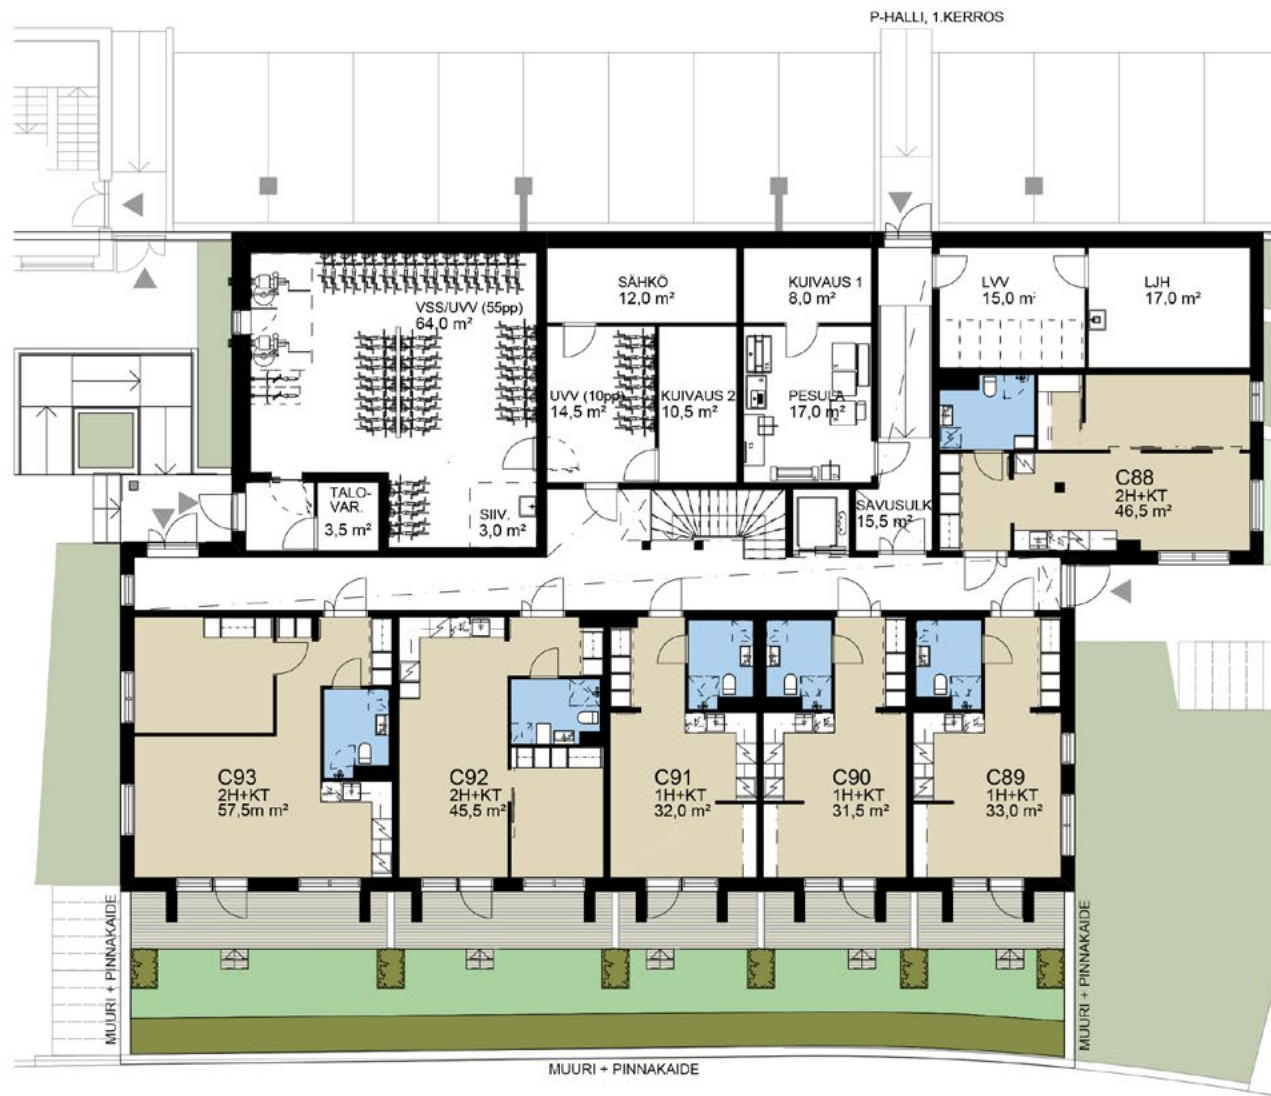 P-HALLI, 1.KERROS
SÄHKÖ
12,0 m²
KUIVAUS 1
8,0 m²
LVV
15,0 m²
LJH
17,0 m²
VSS/UVV (55pp)
64,0 m²
UVV (10pp)
14,5 m²
KUIVAUS 2
10,5 m²
PESULA
17,0 m²
TALO-
VAR.
3,5 m²
SIIV.
3,0 m²
SAVUSULK
15,5 m²
C88
2H+KT
46,5 m²
C93
2H+KT
57,5m m²
C92
2H+KT
45,5 m²
C91
1H+KT
32,0 m²
C90
1H+KT
31,5 m²
C89
1H+KT
33,0 m²
MUURI + PINNAKAIDE
MUURI + PINNAKAIDE
MUURI + PINNAKAIDE